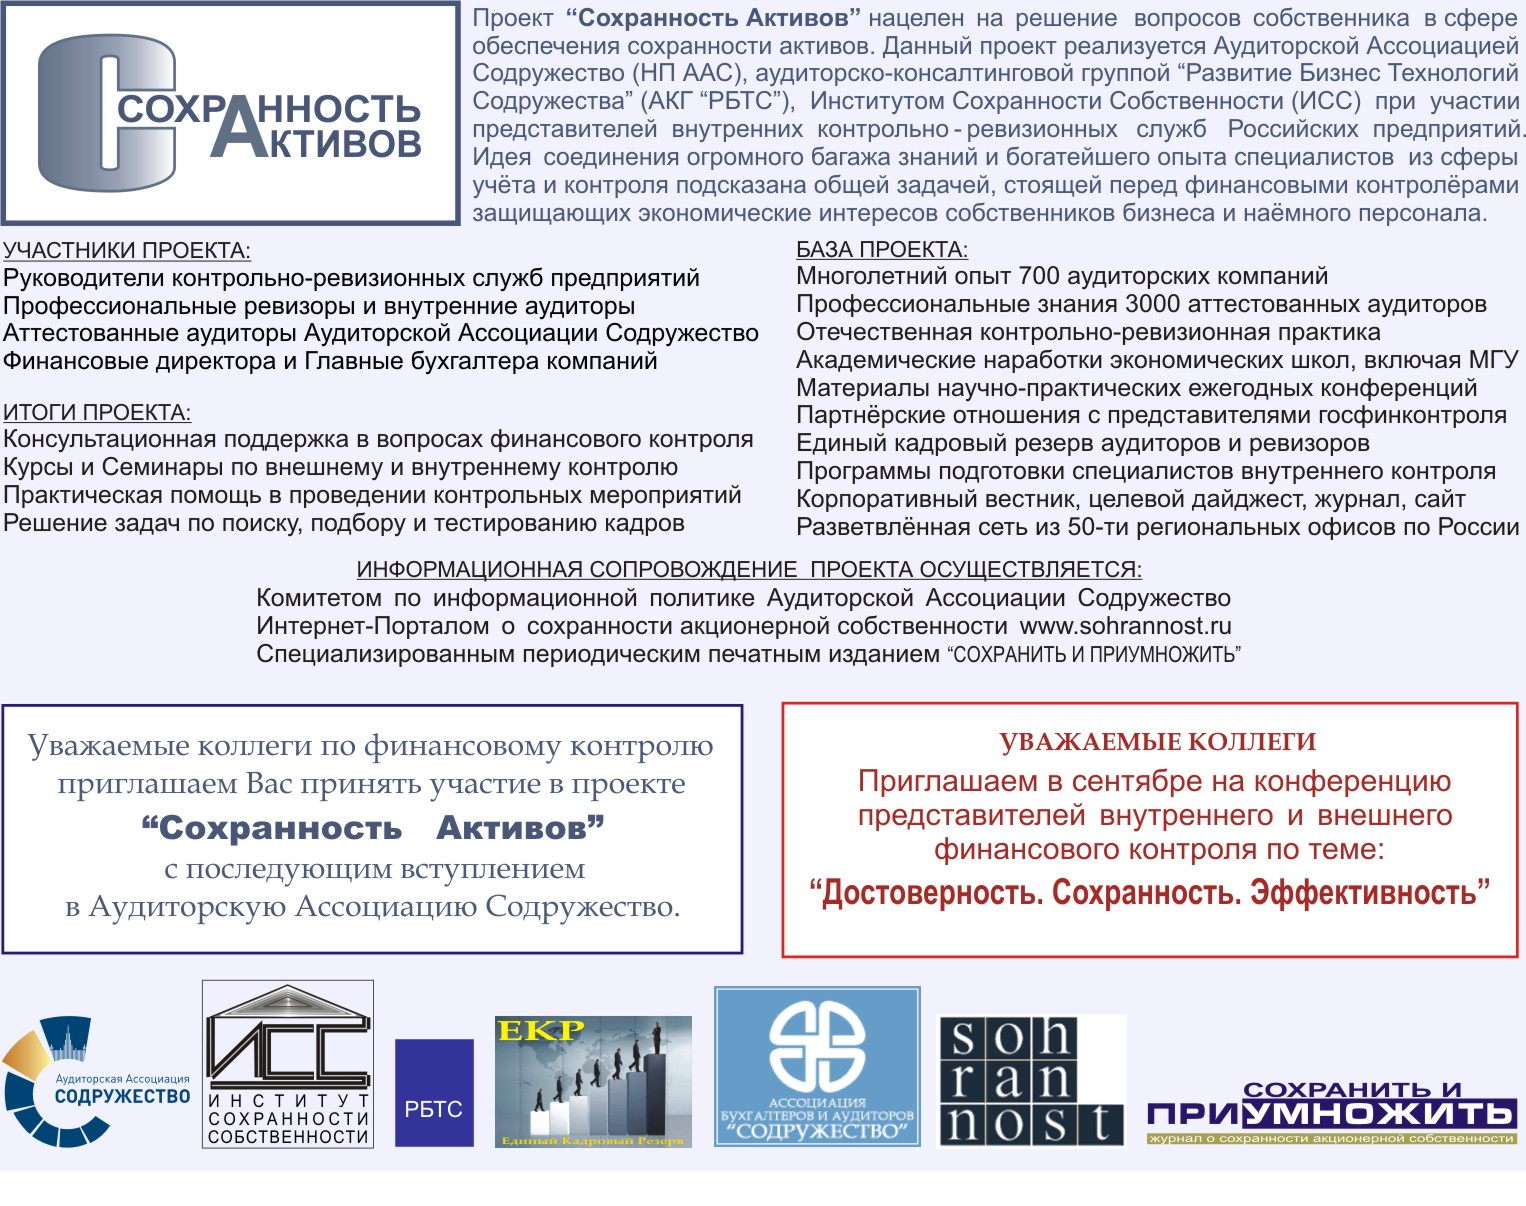 СОХРАННОСТЬ
АКТИВОВ
Проект “Сохранность Активов” нацелен на решение вопросов собственника в сфере
обеспечения сохранности активов. Данный проект реализуется Аудиторской Ассоциацией
Содружество (НП ААС), аудиторско-консалтинговой группой “Развитие Бизнес Технологий
Содружества” (АКГ “РБТС”), Институтом Сохранности Собственности (ИСС) при участии
представителей внутренних контрольно-ревизионных служб Российских предприятий.
Идея соединения огромного багажа знаний и богатейшего опыта специалистов из сферы
учёта и контроля подсказана общей задачей, стоящей перед финансовыми контролёрами
защищающих экономические интересов собственников бизнеса и наёмного персонала.
УЧАСТНИКИ ПРОЕКТА:
Руководители контрольно-ревизионных служб предприятий
Профессиональные ревизоры и внутренние аудиторы
Аттестованные аудиторы Аудиторской Ассоциации Содружество
Финансовые директора и Главные бухгалтера компаний
ИТОГИ ПРОЕКТА:
Консультационная поддержка в вопросах финансового контроля
Курсы и Семинары по внешнему и внутреннему контролю
Практическая помощь в проведении контрольных мероприятий
Решение задач по поиску, подбору и тестированию кадров
БАЗА ПРОЕКТА:
Многолетний опыт 700 аудиторских компаний
Профессиональные знания 3000 аттестованных аудиторов
Отечественная контрольно-ревизионная практика
Академические наработки экономических школ, включая МГУ
Материалы научно-практических ежегодных конференций
Партнёрские отношения с представителями госфинконтроля
Единый кадровый резерв аудиторов и ревизоров
Программы подготовки специалистов внутреннего контроля
Корпоративный вестник, целевой дайджест, журнал, сайт
Разветвлённая сеть из 50-ти региональных офисов по России
ИНФОРМАЦИОННАЯ СОПРОВОЖДЕНИЕ ПРОЕКТА ОСУЩЕСТВЛЯЕТСЯ:
Комитетом по информационной политике Аудиторской Ассоциации Содружество
Интернет-Порталом о сохранности акционерной собственности www.sohrannost.ru
Специализированным периодическим печатным изданием “СОХРАНИТЬ И ПРИУМНОЖИТЬ”
Уважаемые коллеги по финансовому контролю
приглашаем Вас принять участие в проекте
“Сохранность Активов”
с последующим вступлением
в Аудиторскую Ассоциацию Содружество.
УВАЖАЕМЫЕ КОЛЛЕГИ
Приглашаем в сентябре на конференцию
представителей внутреннего и внешнего
финансового контроля по теме:
“Достоверность. Сохранность. Эффективность”
Аудиторская Ассоциация
СОДРУЖЕСТВО
ИСС
ИНСТИТУТ
СОХРАННОСТИ
СОБСТВЕННОСТИ
РБТС
ЕКР
Единый Кадровый Резерв
АССОЦИАЦИЯ
БУХГАЛТЕРОВ И АУДИТОРОВ
“СОДРУЖЕСТВО”
soh
ran
nost
СОХРАНИТЬ И
ПРИУМНОЖИТЬ
журнал о сохранности акционерной собственности